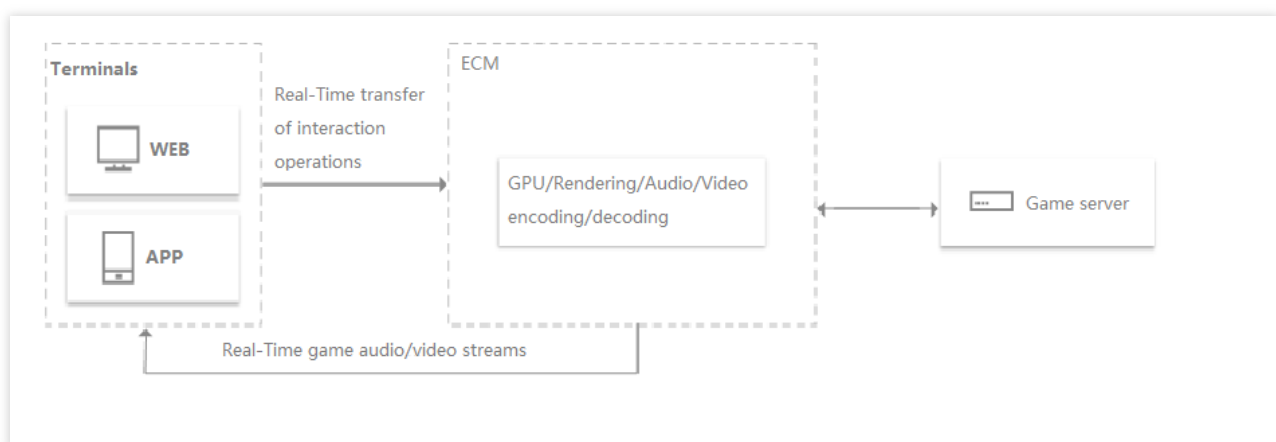 Terminals
WEB
APP
Real-Time transfer
of interaction
operations
ECM
GPU/Rendering/Audio/Video
encoding/decoding
Game server
Real-Time game audio/video streams